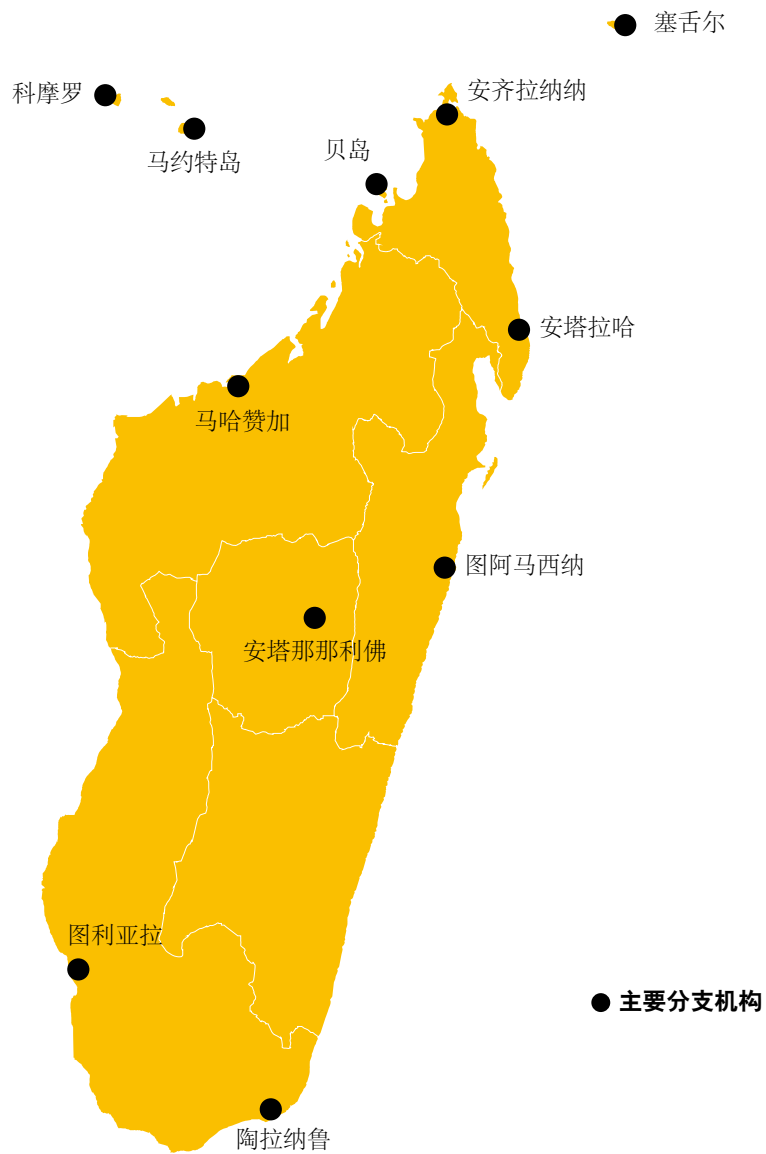 塞舌尔
科摩罗
安齐拉纳纳
贝岛
马约特岛
安塔拉哈
马哈赞加
图阿马西纳
安塔那那利佛
图利亚拉
主要分支机构
陶拉纳鲁